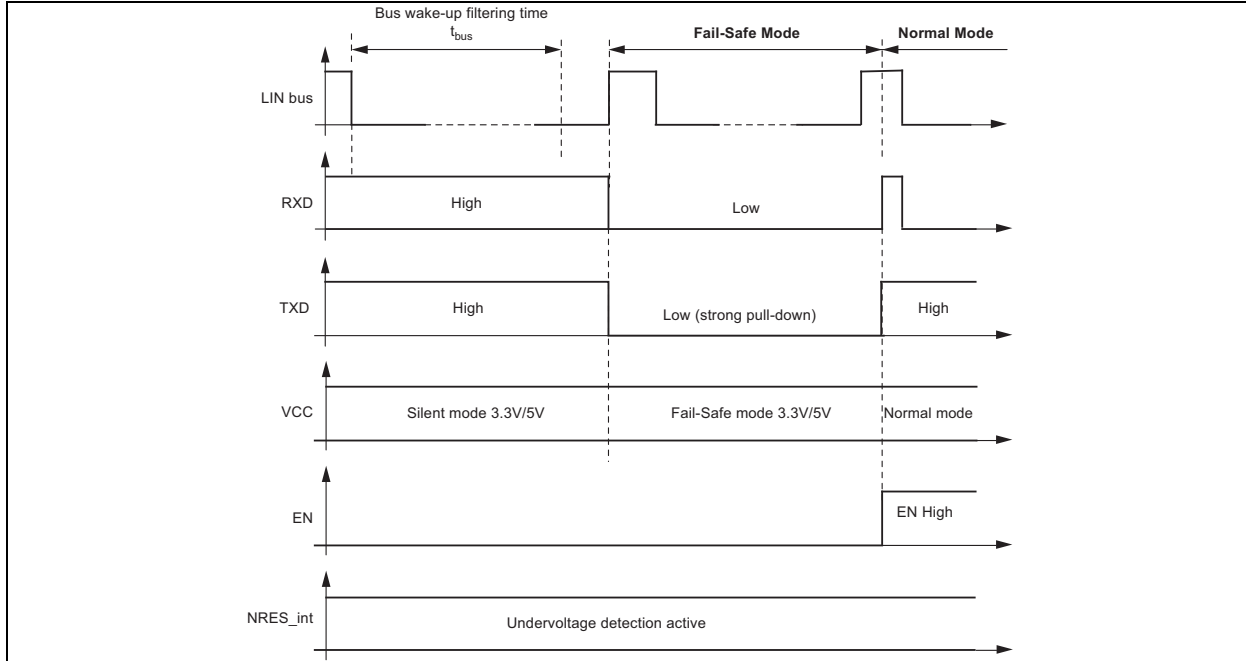 Bus wake-up filtering time
tbus
Fail-Safe Mode
Normal Mode
LIN bus
RXD
High
Low
TXD
High
Low (strong pull-down)
High
VCC
Silent mode 3.3V/5V
Fail-Safe mode 3.3V/5V
Normal mode
EN
EN High
NRES_int
Undervoltage detection active